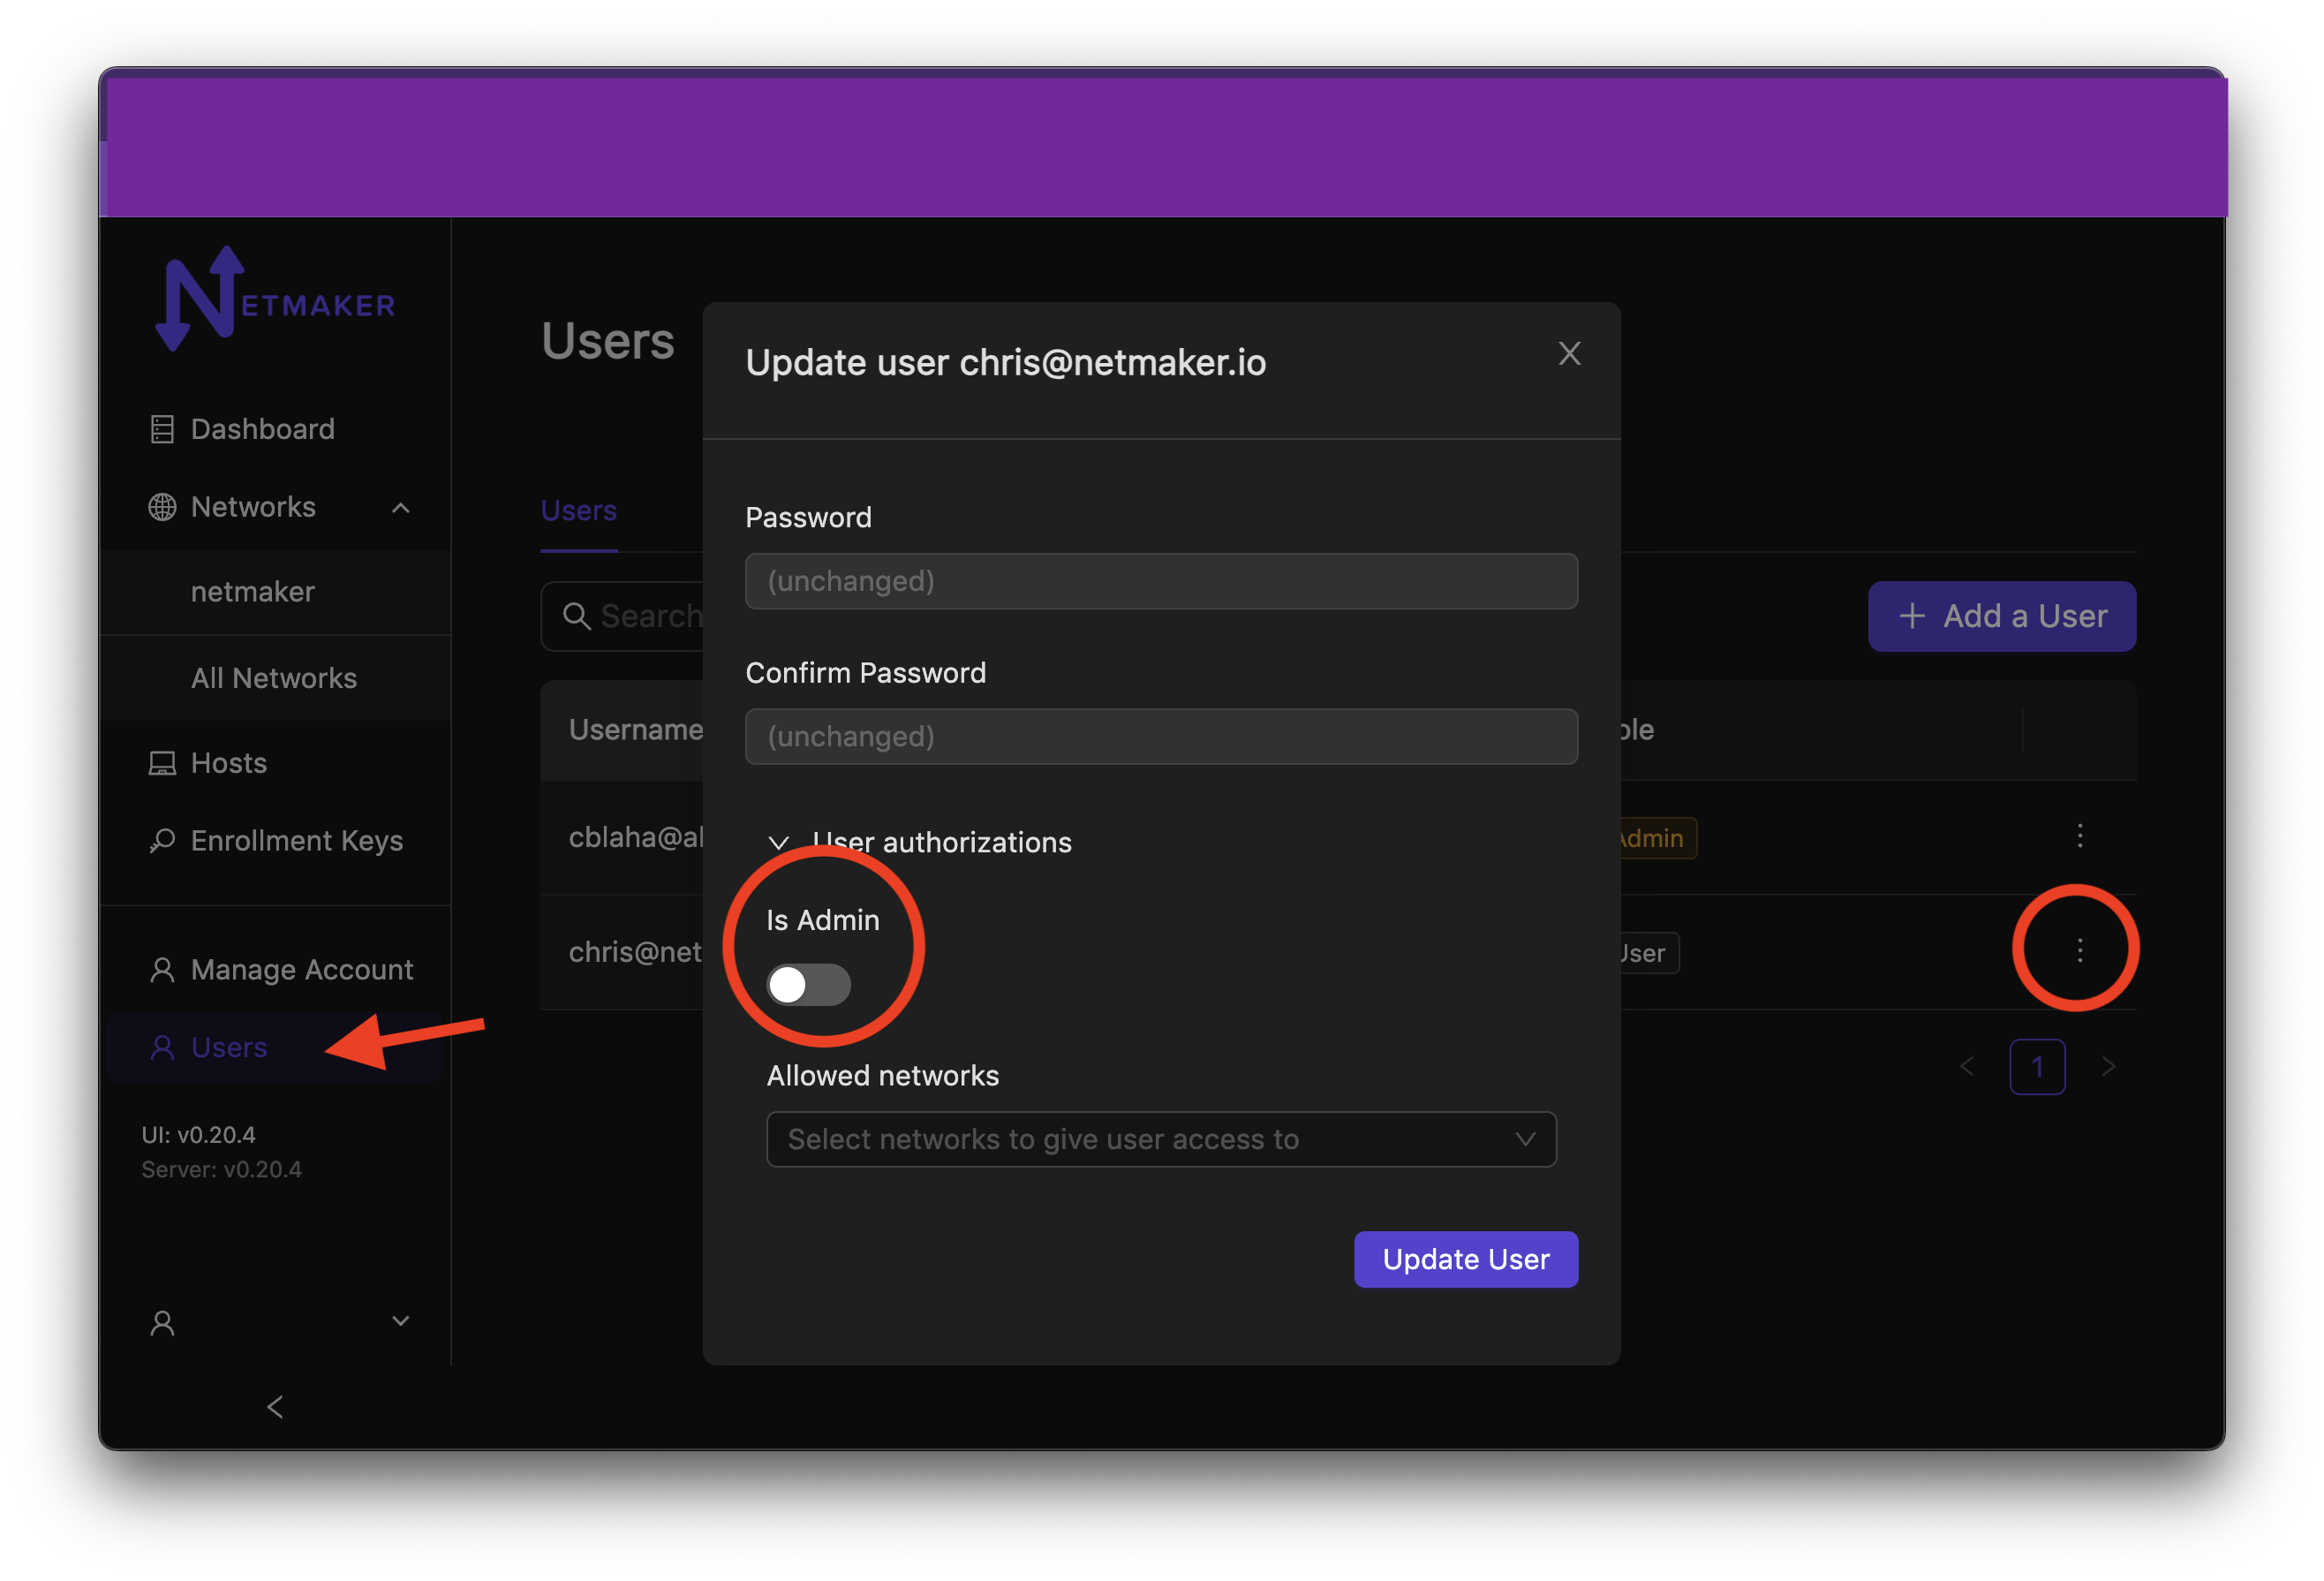 NETMAKER
Dashboard
Networks
netmaker
All Networks
Hosts
Enrollment Keys
Manage Account
Users
UI: v0.20.4
Server: v0.20.4
Users
Users
Search
+ Add a User
Username
cblaha@
Admin
chris@net
User
1
Update user chris@netmaker.io
X
Password
(unchanged)
Confirm Password
(unchanged)
User authorizations
Is Admin
Allowed networks
Select networks to give user access to
Update User